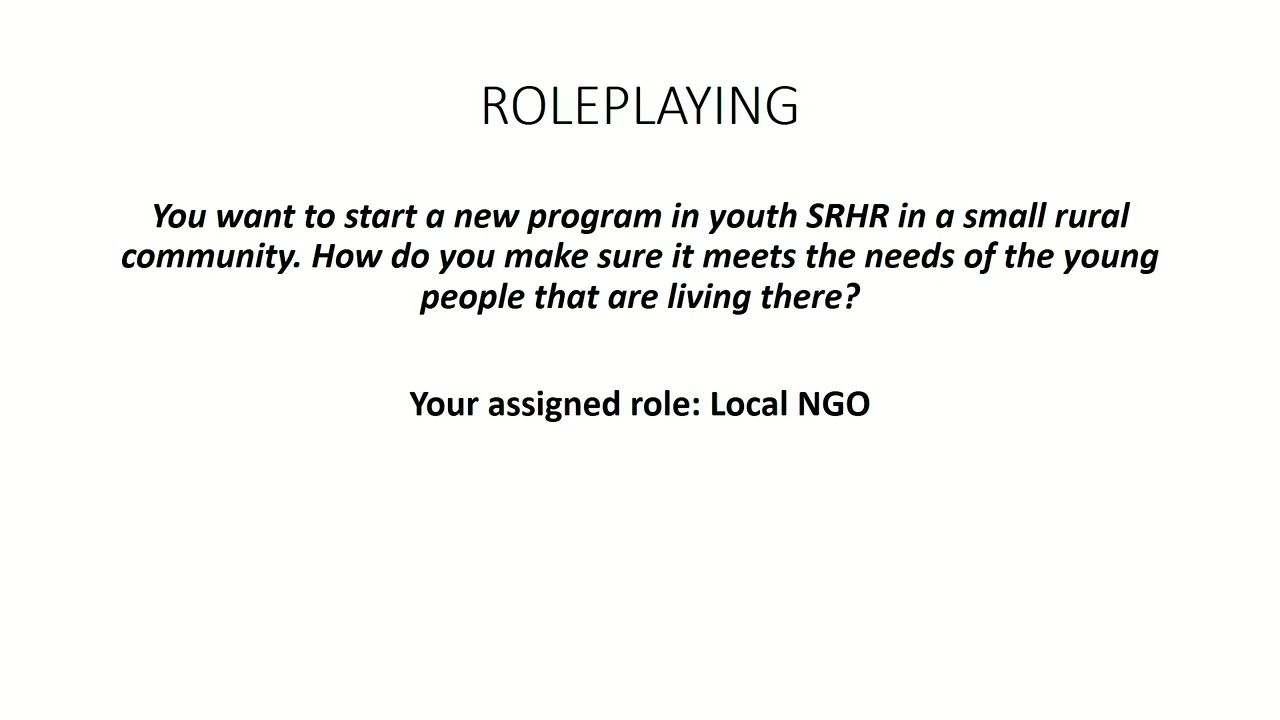 ROLEPLAYING
You want to start a new program in youth SRHR in a small rural
community. How do you make sure it meets the needs of the young
people that are living there?
Your assigned role: Local NGO